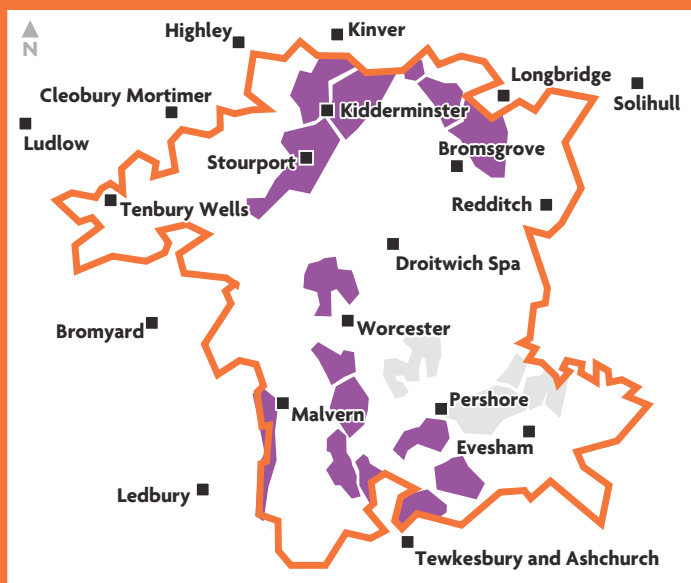 N
Highley
Kinver
Longbridge
Solihull
Cleobury Mortimer
Kidderminster
Ludlow
Bromsgrove
Stourport
Tenbury Wells
Redditch
Droitwich Spa
Bromyard
Worcester
Malvern
Pershore
Evesham
Ledbury
Tewkesbury and Ashchurch